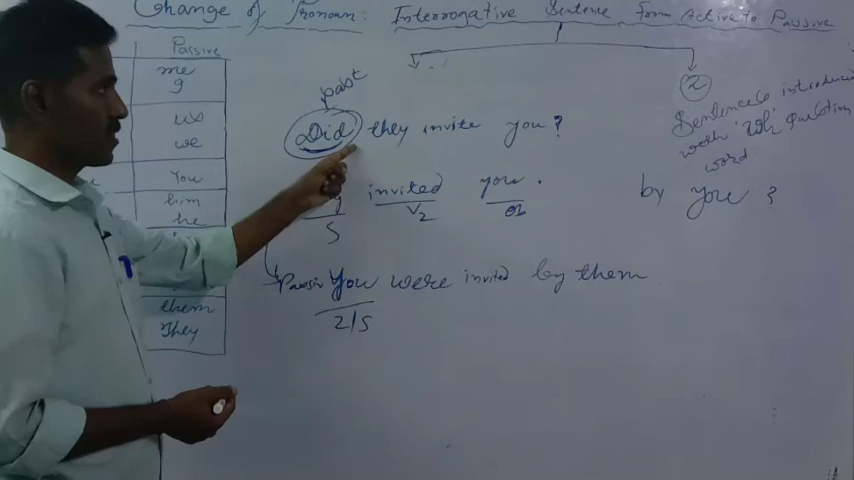 Change of Pronoun: Interrogative Sentence From Active to Passive
Passive
me
I
us
we
You
him
he
them
They
past
Did they invite you?
invited you.
V2 ob
S
Passiv You were invited by them
2/S
2
Sentences introduced
with 'Wh' Question
word
by you ?